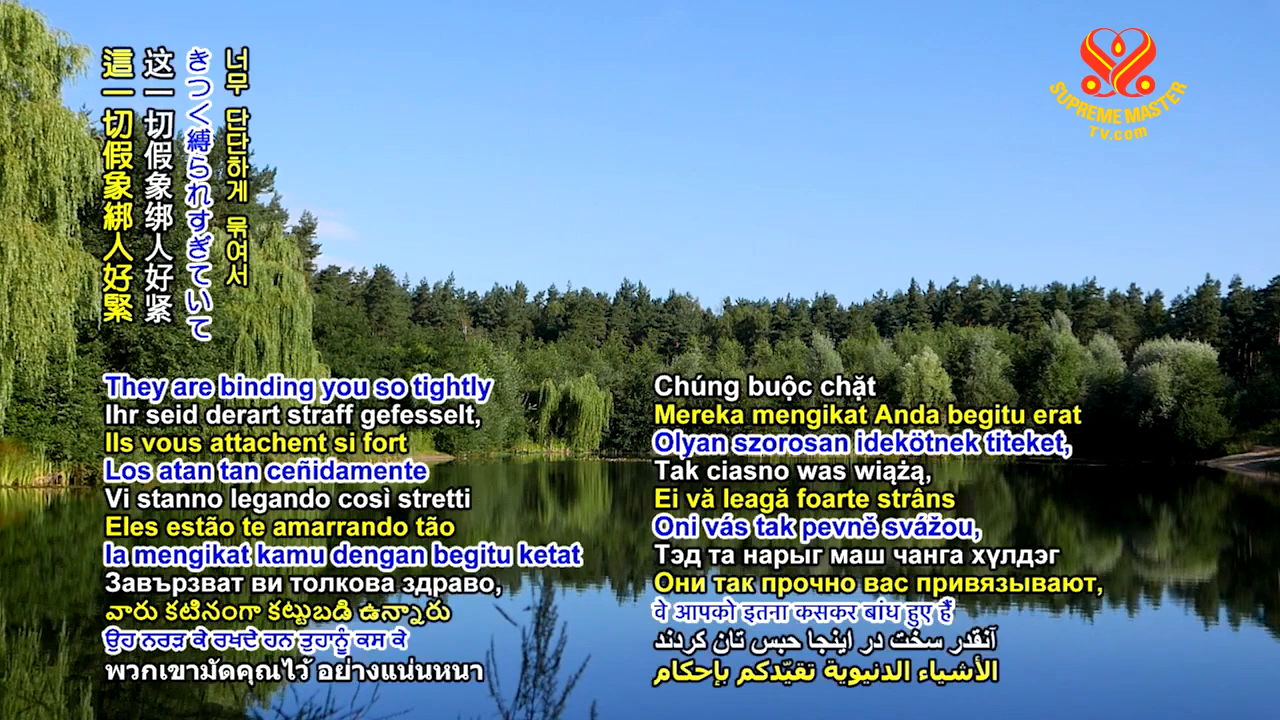 這一切假象綁人好緊
这一切假象绑人好紧
きつく縛られすぎていて
너무 단단하게 묶여서
SUPREME MASTER
TV.com
They are binding you so tightly
Ihr seid derart straff gefesselt,
Ils vous attachent si fort
Los atan tan ceñidamente
Vi stanno legando così stretti
Eles estão te amarrando tão
Ia mengikat kamu dengan begitu ketat
Завързват ви толкова здраво,
వారు కటినంగా కట్టుబడి ఉన్నారు
ਉਹ ਨਰੜ ਕੇ ਰਖਦੇ ਹਨ ਤੁਹਾਨੂੰ ਕਸ ਕੇ
พวกเขามัดคุณไว้ อย่างแน่นหนา
Chúng buộc chặt
Mereka mengikat Anda begitu erat
Olyan szorosan idekötnek titeket,
Tak ciasno was wiążą,
Ei vă leagă foarte strâns
Oni vás tak pevně svážou,
Тэд та нарыг маш чанга хүлдэг
Они так прочно вас привязывают,
वे आपको इतना कसकर बांध हुए हैं
آنقدر سخت در اینجا حبس تان کردند
الأشياء الدنيوية تقيّدكم بإحكام